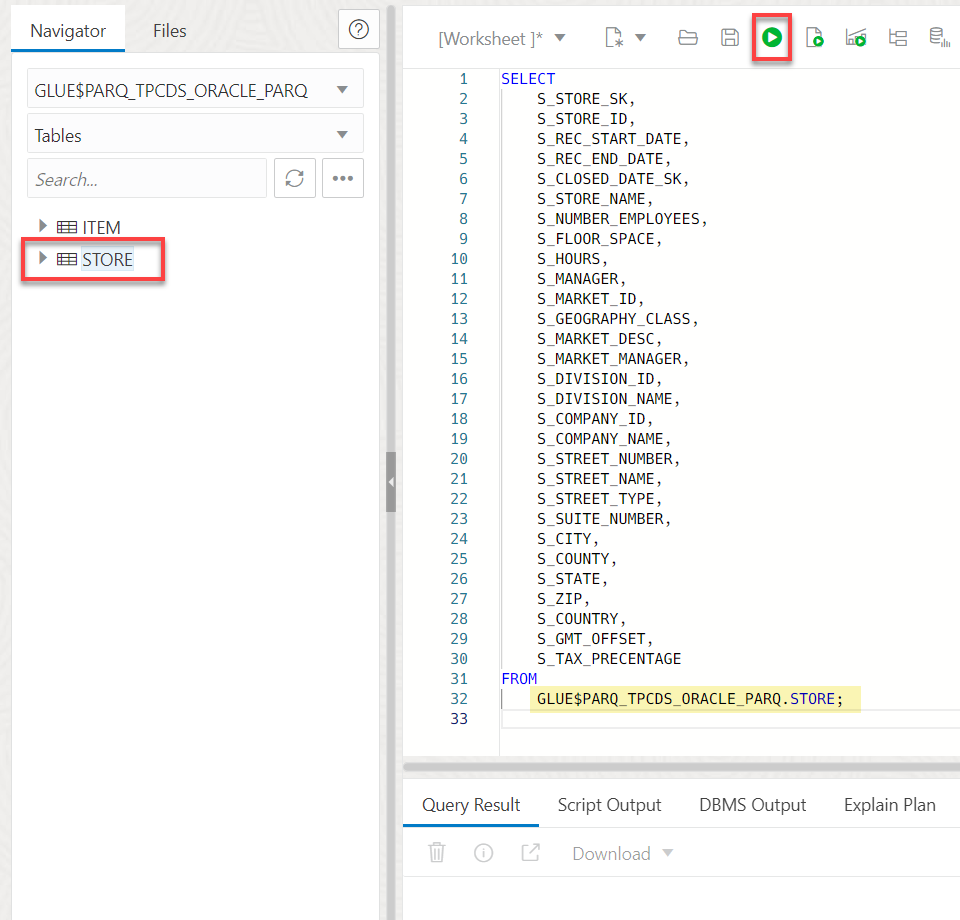 Navigator
Files
GLUE$PARQ_TPCDS_ORACLE_PARQ
Tables
Search...
ITEM
STORE
[Worksheet ]*
1 SELECT
2 S_STORE_SK,
3 S_STORE_ID,
4 S_REC_START_DATE,
5 S_REC_END_DATE,
6 S_CLOSED_DATE_SK,
7 S_STORE_NAME,
8 S_NUMBER_EMPLOYEES,
9 S_FLOOR_SPACE,
10 S_HOURS,
11 S_MANAGER,
12 S_MARKET_ID,
13 S_GEOGRAPHY_CLASS,
14 S_MARKET_DESC,
15 S_MARKET_MANAGER,
16 S_DIVISION_ID,
17 S_DIVISION_NAME,
18 S_COMPANY_ID,
19 S_COMPANY_NAME,
20 S_STREET_NUMBER,
21 S_STREET_NAME,
22 S_STREET_TYPE,
23 S_SUITE_NUMBER,
24 S_CITY,
25 S_COUNTY,
26 S_STATE,
27 S_ZIP,
28 S_COUNTRY,
29 S_GMT_OFFSET,
30 S_TAX_PRECENTAGE
31 FROM
32 GLUE$PARQ_TPCDS_ORACLE_PARQ.STORE;
33
Query Result
Script Output
DBMS Output
Explain Plan
Download